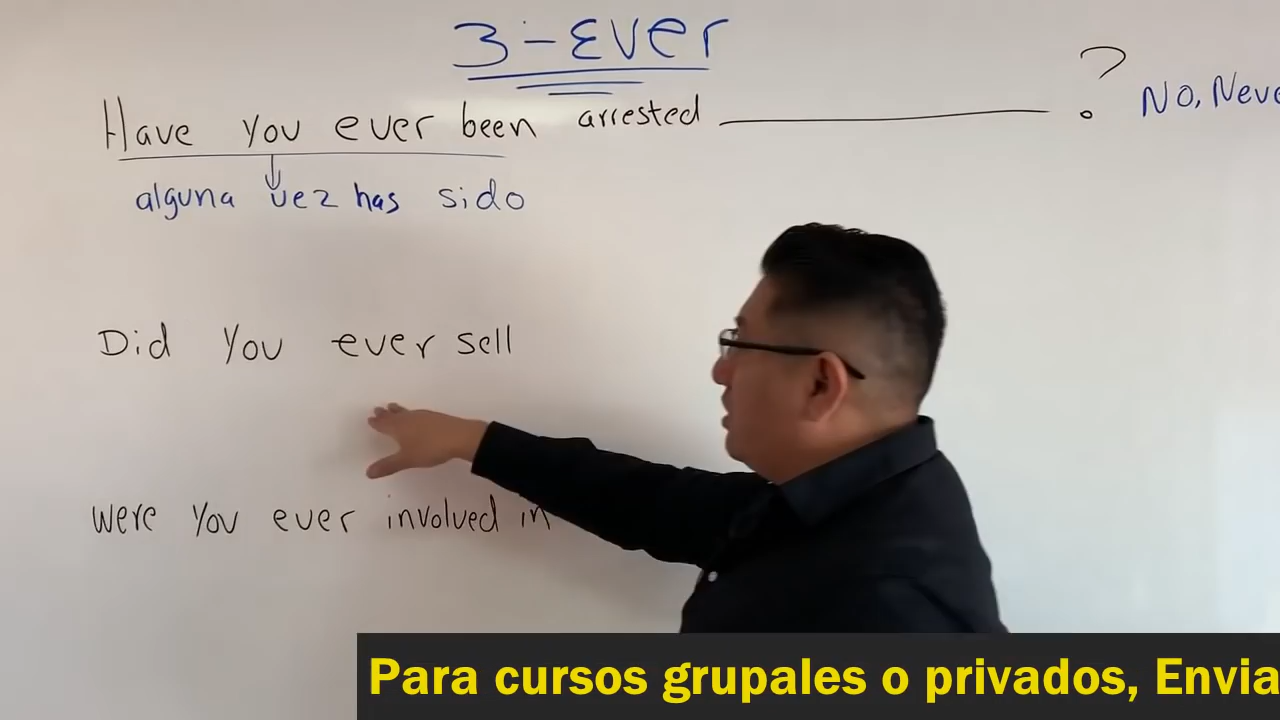 3-Ever
Have you ever been arrested ____________? No, Neve
alguna vez has sido
Did You ever sell
were You ever involved in
Para cursos grupales o privados, Envia